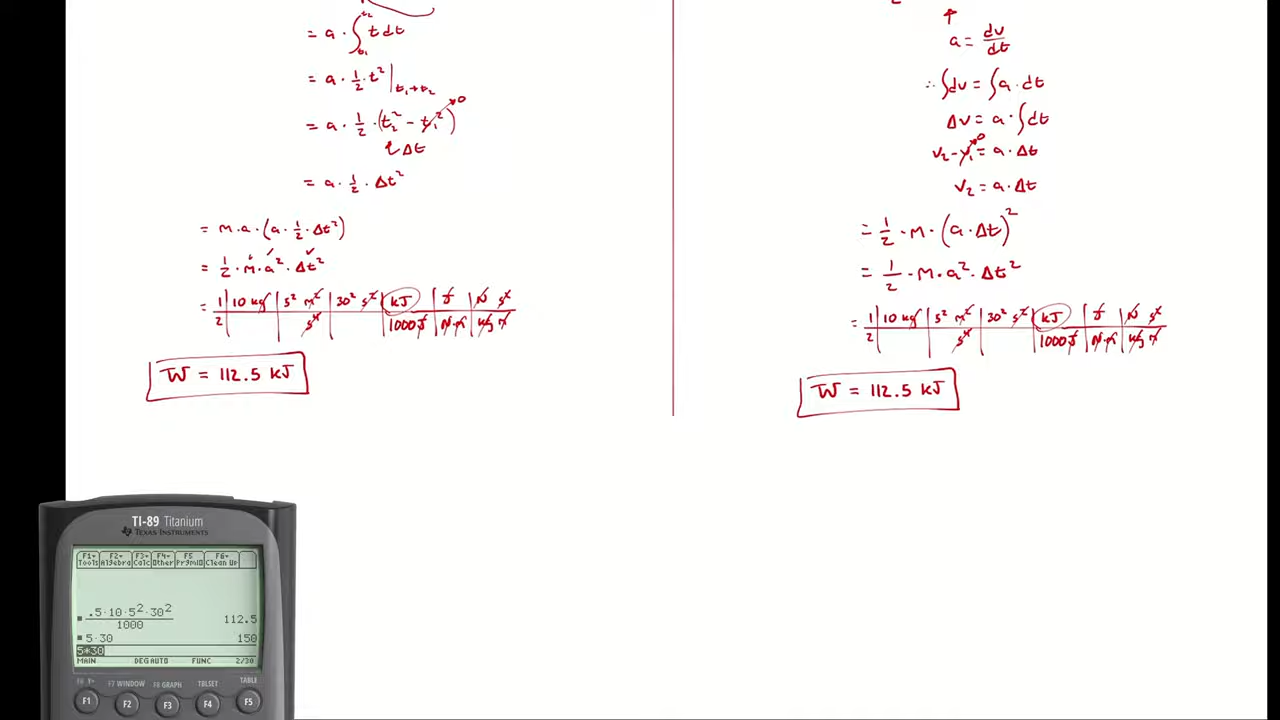 = a · ∫ t dt
t₂
t₁
= a · 1/2 · t² | t₁→t₂
= a · 1/2 · (t₂² - t₁²) → 0
Δt
= a · 1/2 · Δt²
= m·a·(a · 1/2 · Δt²)
= 1/2 · m·a² · Δt²
= 1/2 | 10 kg | 5² m² / s⁴ | 30² s² | kJ / 1000 J | J / N·m | N s² / kg m
W = 112.5 kJ
a = dv/dt
∴ ∫dv = ∫a·dt
Δv = a·∫dt
v₂ - v₁ → 0 = a·Δt
v₂ = a·Δt
= 1/2 · m · (a·Δt)²
= 1/2 · m·a² · Δt²
= 1/2 | 10 kg | 5² m² / s⁴ | 30² s² | kJ / 1000 J | J / N·m | N s² / kg m
W = 112.5 kJ
TI-89 Titanium
TEXAS INSTRUMENTS
F1 Tools F2 Algebra F3 Calc F4 Other F5 PrgmIO F6 Clean Up
.5·10·5²·30² / 1000 112.5
5·30 150
5*30
MAIN DEG AUTO FUNC 2/30
F6 Y= F7 WINDOW F8 GRAPH TBLSET TABLE
F1 F2 F3 F4 F5